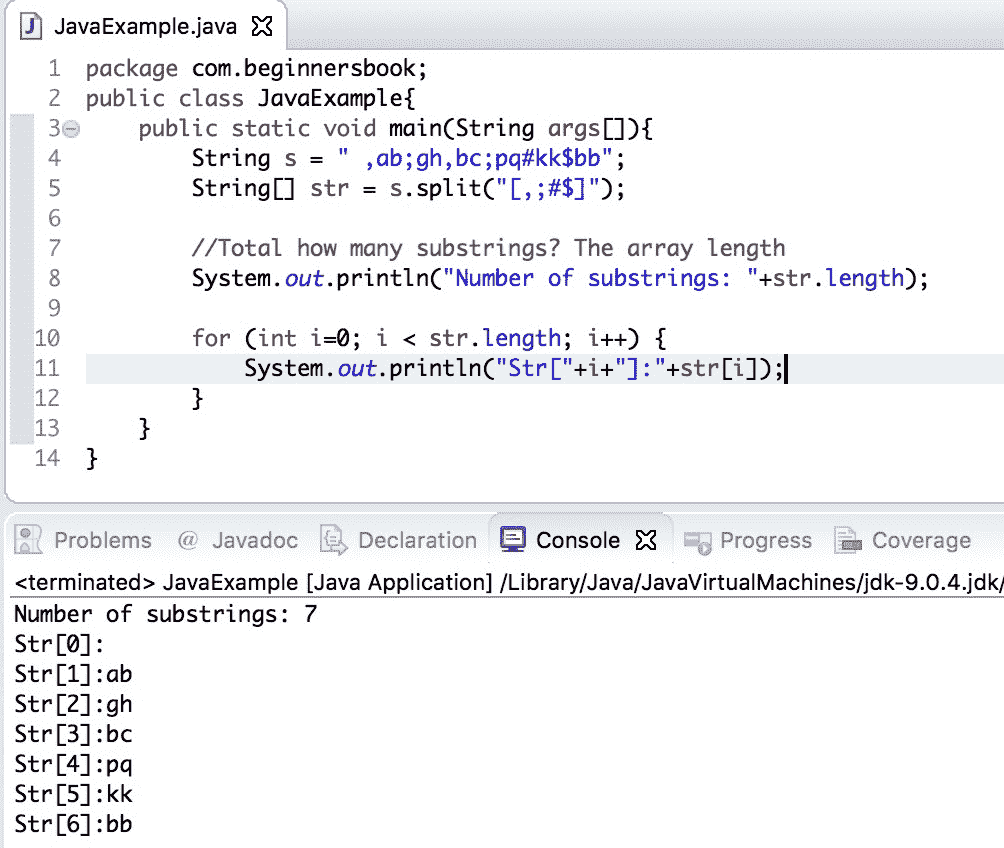 JavaExample.java
1 package com.beginnersbook;
2 public class JavaExample{
3 public static void main(String args[]){
4 String s = " ,ab;gh,bc;pq#kk$bb";
5 String[] str = s.split("[,;#$]");
6
7 //Total how many substrings? The array length
8 System.out.println("Number of substrings: "+str.length);
9
10 for (int i=0; i < str.length; i++) {
11 System.out.println("Str["+i+"]:"+str[i]);
12 }
13 }
14 }
Problems @ Javadoc Declaration Console Progress Coverage
<terminated> JavaExample [Java Application] /Library/Java/JavaVirtualMachines/jdk-9.0.4.jdk/
Number of substrings: 7
Str[0]:
Str[1]:ab
Str[2]:gh
Str[3]:bc
Str[4]:pq
Str[5]:kk
Str[6]:bb